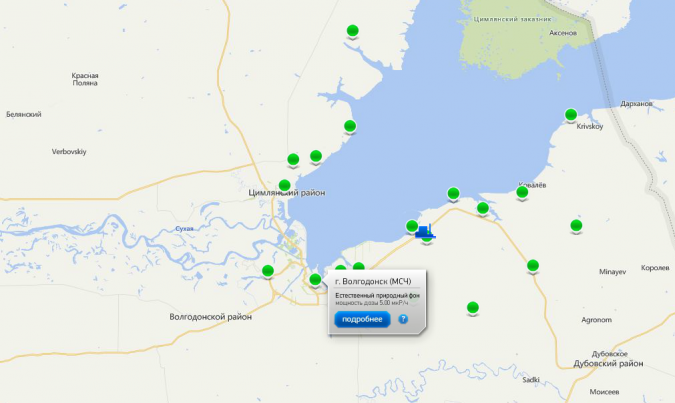 Цимлянский заказник
Аксенов
Красная
Поляна
Дарханов
Белянский
Krivskoy
Verbovskiy
Ковалёв
Цимлянский район
Сухая
г. Волгодонск (МСЧ)
Minayev
Королев
Естественный природный фон
мощность дозы 5.00 мкР/ч
подробнее
?
Волгодонской район
Agronom
Дубовское
Дубовский район
Sadki
Моисеев